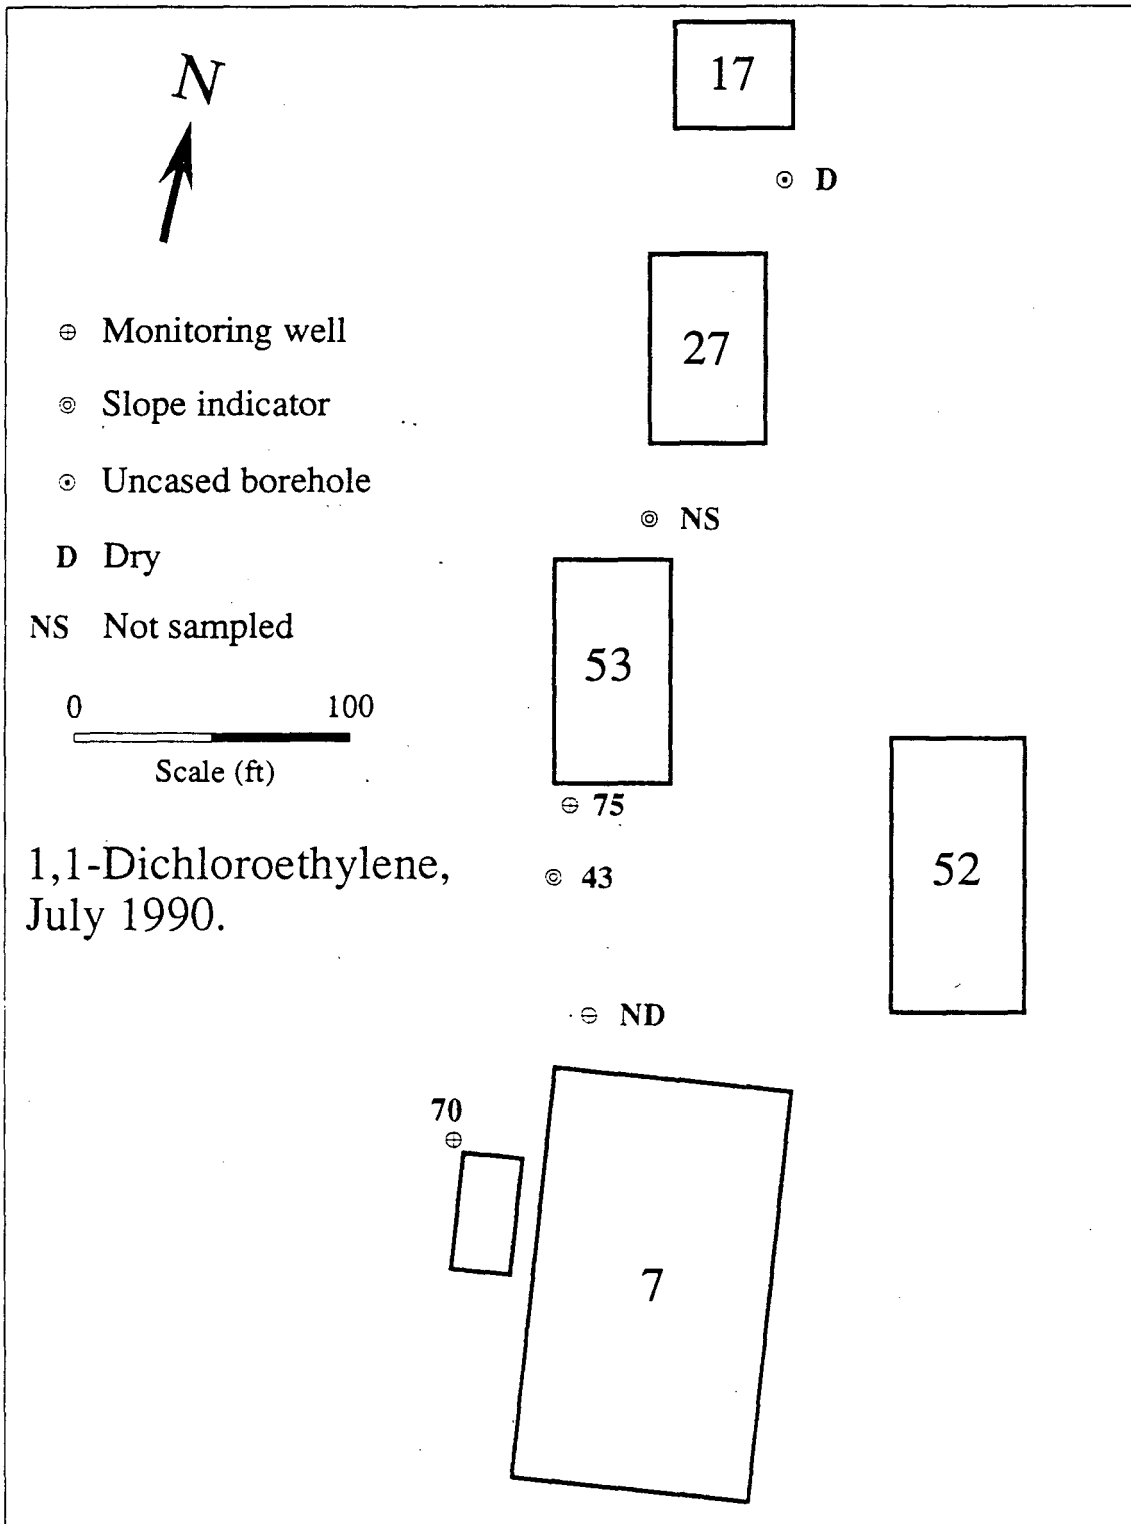 N
17
D
27
Monitoring well
Slope indicator
Uncased borehole
D Dry
NS Not sampled
NS
53
0 100
Scale (ft)
75
1,1-Dichloroethylene,
July 1990.
43
52
ND
70
7